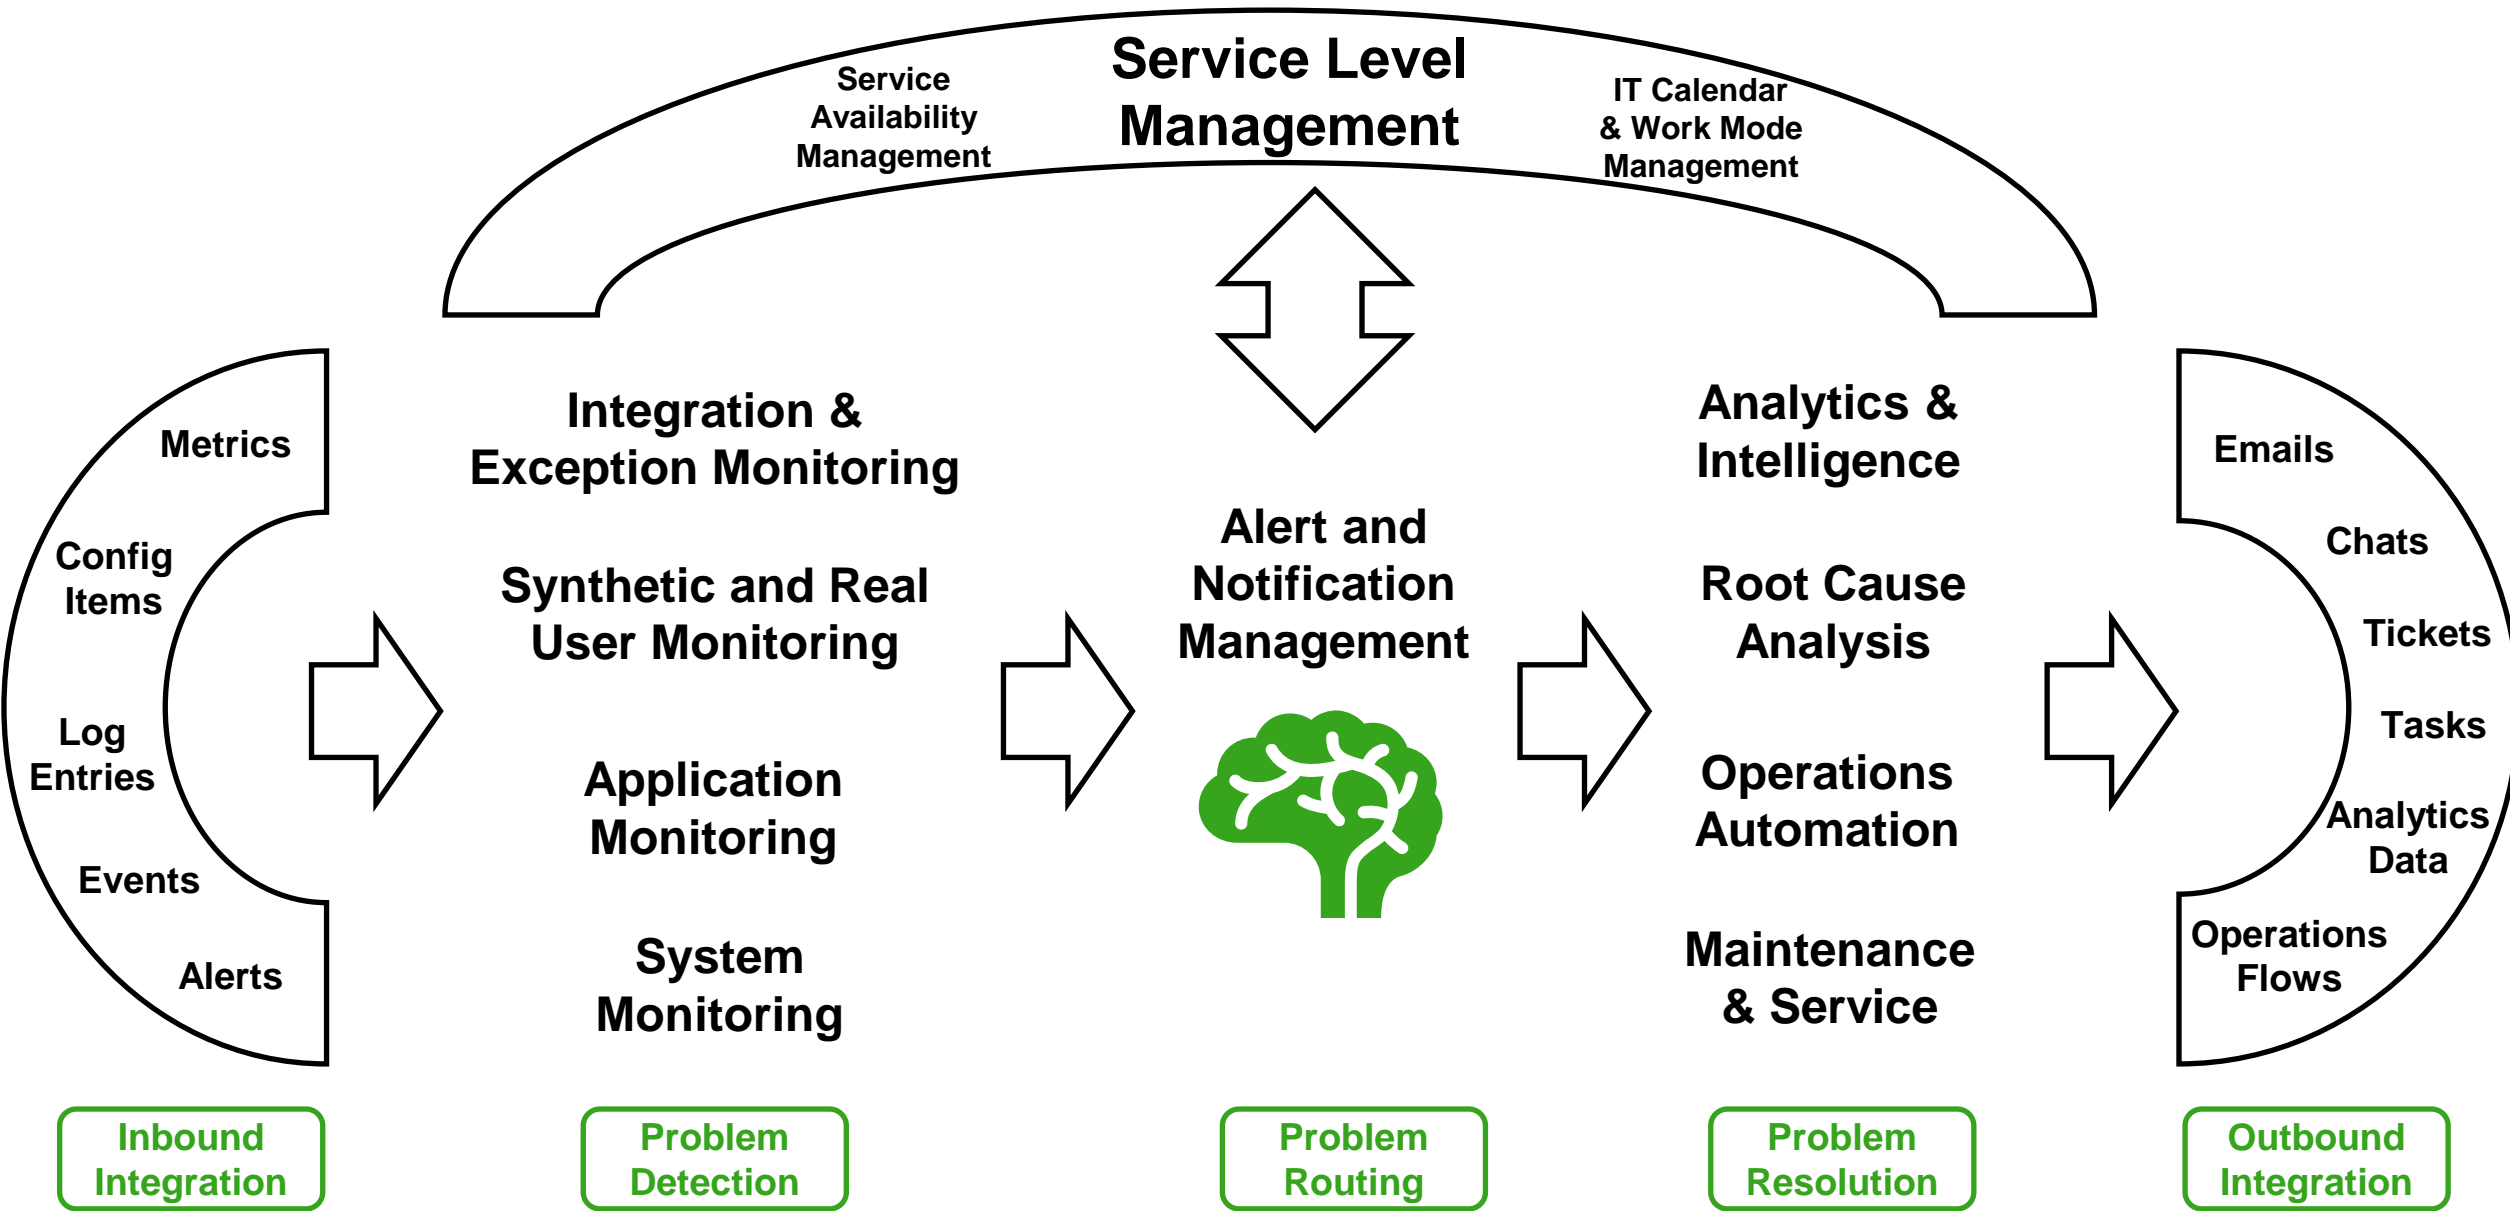 Service Level
Management
Service
Availability
Management
IT Calendar
& Work Mode
Management
Metrics
Config
Items
Log
Entries
Events
Alerts
Integration &
Exception Monitoring
Synthetic and Real
User Monitoring
Application
Monitoring
System
Monitoring
Alert and
Notification
Management
Analytics &
Intelligence
Root Cause
Analysis
Operations
Automation
Maintenance
& Service
Emails
Chats
Tickets
Tasks
Analytics
Data
Operations
Flows
Inbound
Integration
Problem
Detection
Problem
Routing
Problem
Resolution
Outbound
Integration